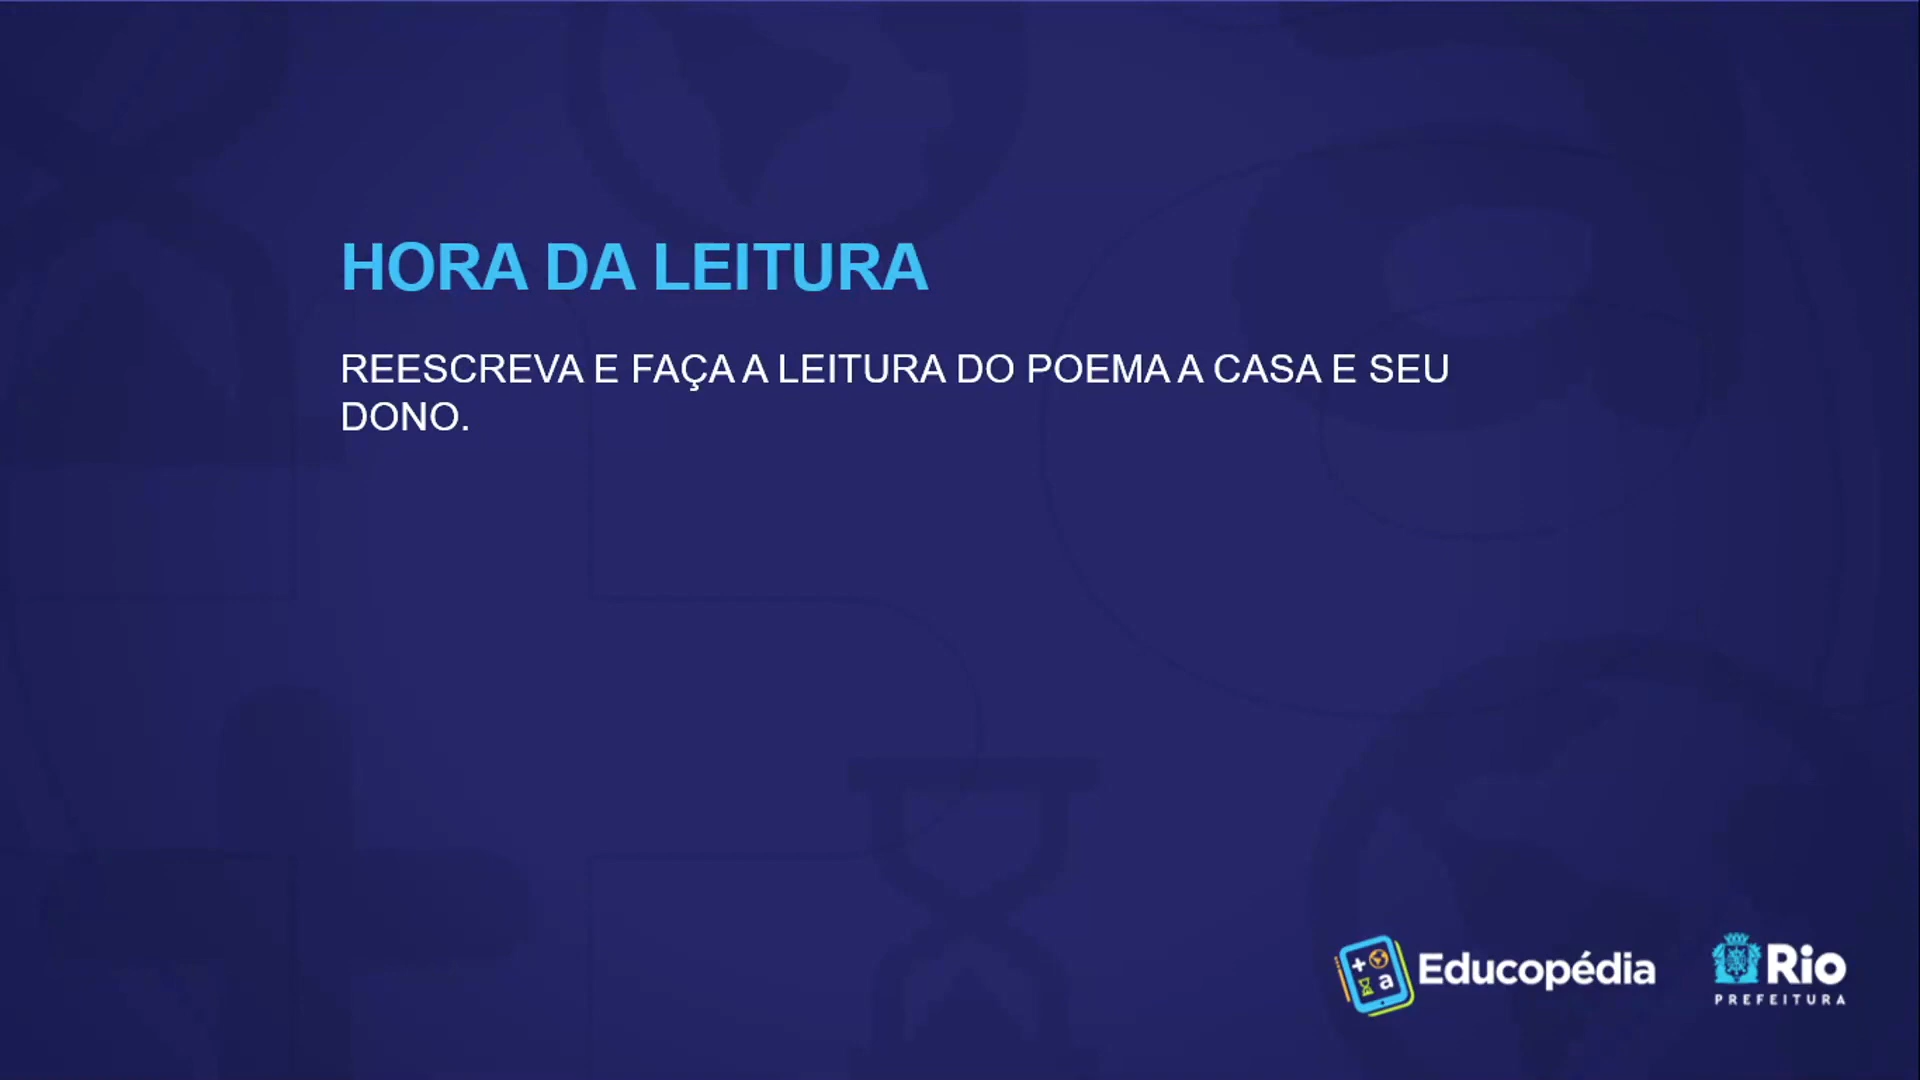 HORA DA LEITURA
REESCREVA E FAÇA A LEITURA DO POEMA A CASA E SEU
DONO.
+
a
Educopédia
Rio
PREFEITURA